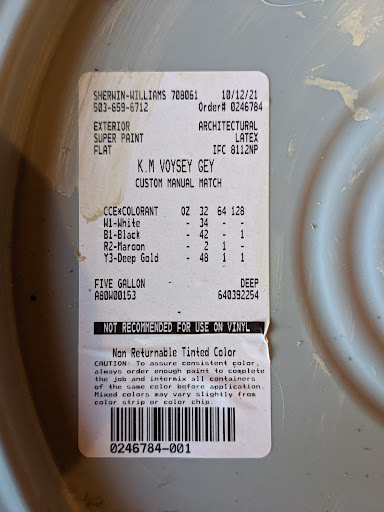 SHERWIN-WILLIAMS 708061 10/12/21
503-659-6712 Order# 0246784
EXTERIOR ARCHITECTURAL
SUPER PAINT LATEX
FLAT IFC 8112NP
K.M VOYSEY GEY
CUSTOM MANUAL MATCH
CCE*COLORANT OZ 32 64 128
W1-White - 34 - -
B1-Black - 42 - 1
R2-Maroon - 2 1 -
Y3-Deep Gold - 48 1 1
FIVE GALLON DEEP
A80W00153 640392254
NOT RECOMMENDED FOR USE ON VINYL
Non Returnable Tinted Color
CAUTION: To assure consistent color,
always order enough paint to complete
the job and intermix all containers
of the same color before application.
Mixed colors may vary slightly from
color strip or color chip.
0246784-001